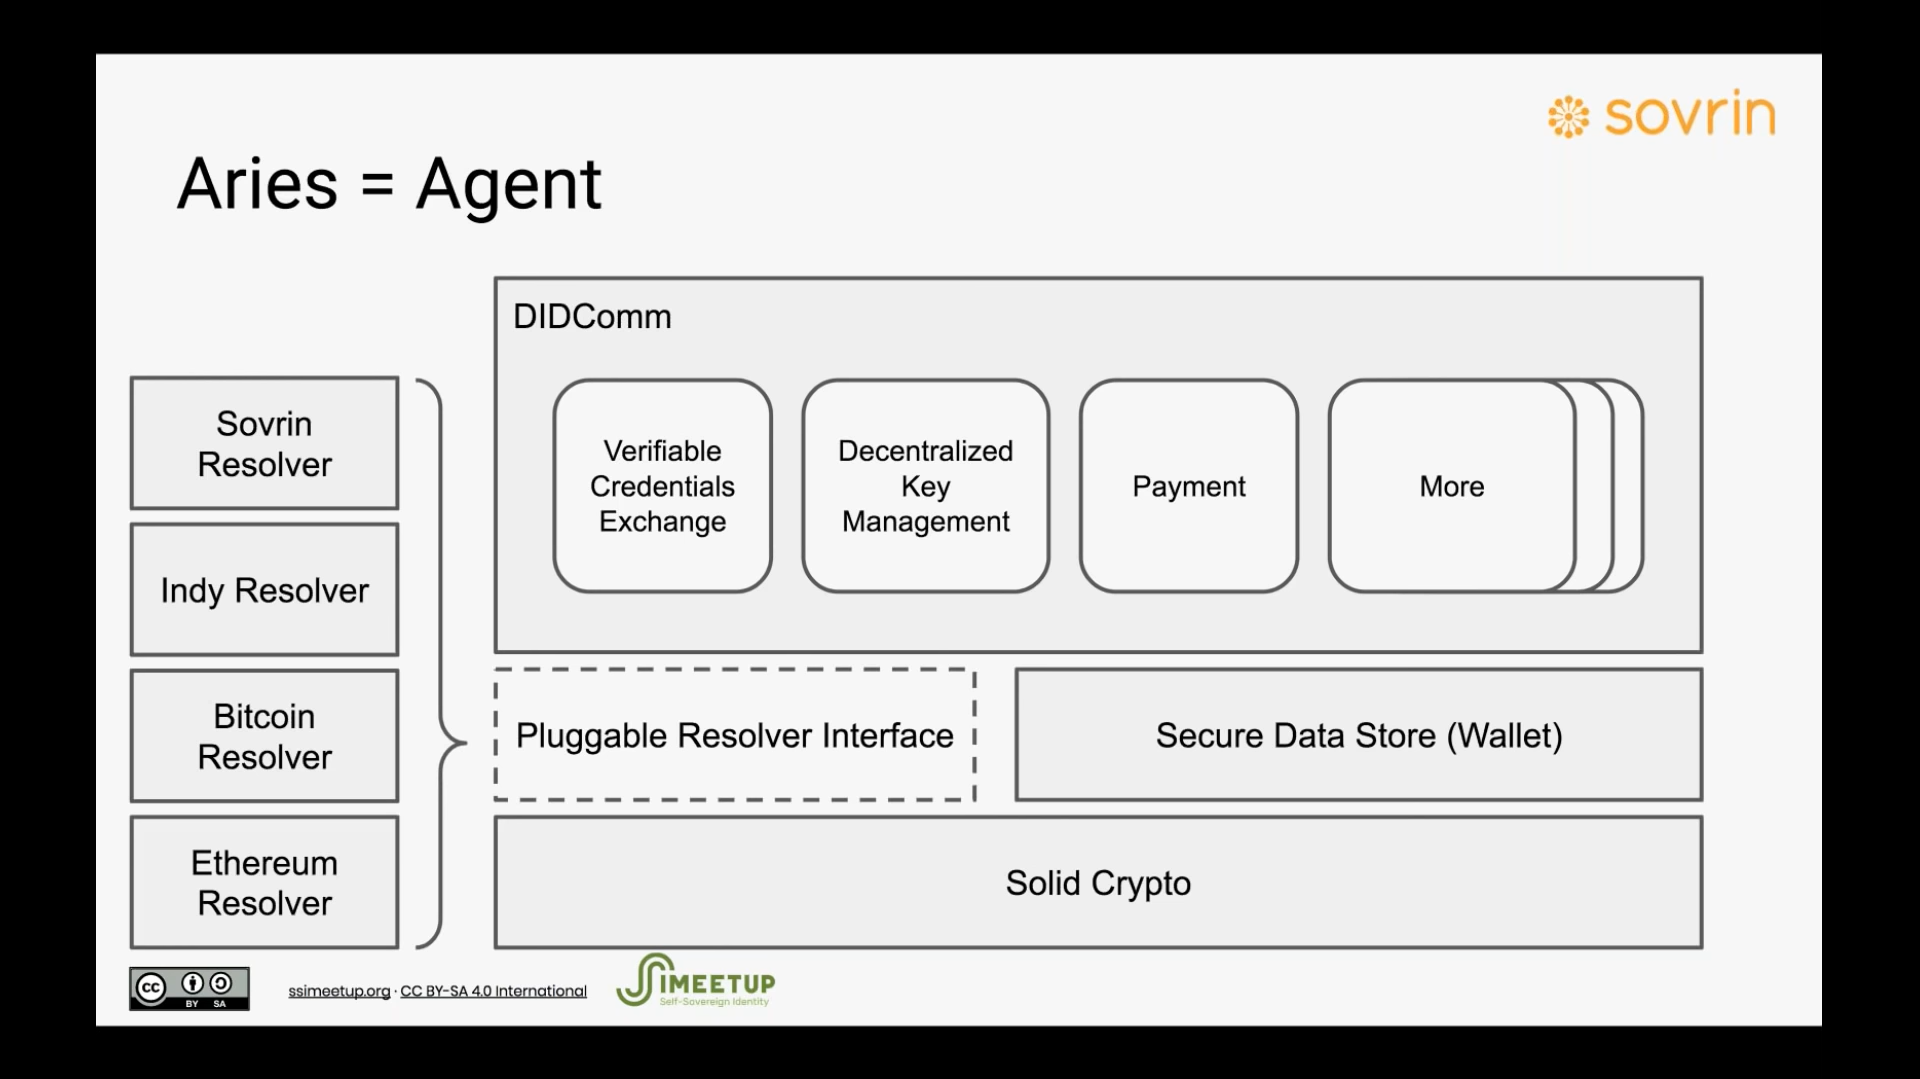 sovrin
Aries = Agent
DIDComm
Verifiable
Credentials
Exchange
Decentralized
Key
Management
Payment
More
Sovrin
Resolver
Indy Resolver
Bitcoin
Resolver
Ethereum
Resolver
Pluggable Resolver Interface
Secure Data Store (Wallet)
Solid Crypto
cc
BY SA
ssimeetup.org · CC BY-SA 4.0 International
SSIMEETUP
Self-Sovereign Identity